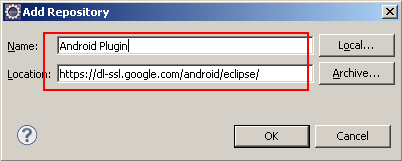 Add Repository
Name: Android Plugin Local...
Location: https://dl-ssl.google.com/android/eclipse/ Archive...
? OK Cancel